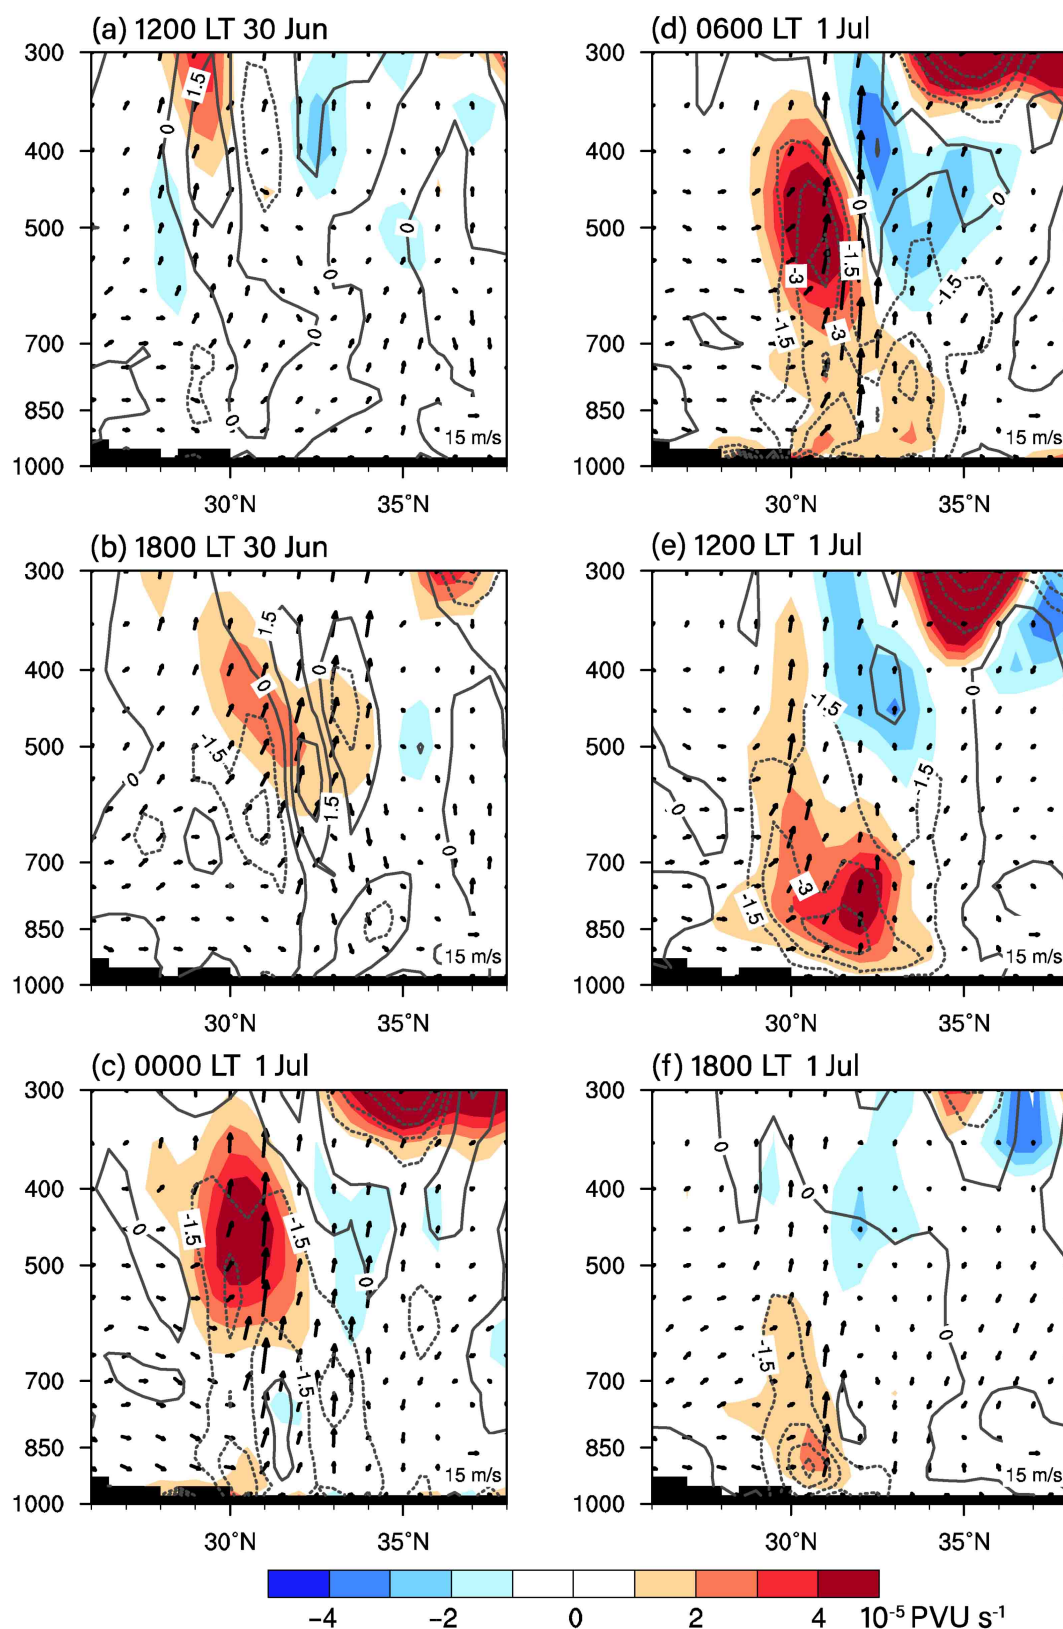 (a) 1200 LT 30 Jun
300
400
500
700
850
1000
1.5
0
0
0
0
0
15 m/s
30°N
35°N
(d) 0600 LT 1 Jul
300
400
500
700
850
1000
0
0
-3
-1.5
-1.5
-1.5
-3
15 m/s
30°N
35°N
(b) 1800 LT 30 Jun
300
400
500
700
850
1000
1.5
0
0
-1.5
0
1.5
0
15 m/s
30°N
35°N
(e) 1200 LT 1 Jul
300
400
500
700
850
1000
0
-1.5
1.5
0
-3
-1.5
15 m/s
30°N
35°N
(c) 0000 LT 1 Jul
300
400
500
700
850
1000
0
-1.5
-1.5
0
-1.5
15 m/s
30°N
35°N
(f) 1800 LT 1 Jul
300
400
500
700
850
1000
0
0
0
-1.5
15 m/s
30°N
35°N
−4 −2 0 2 4 10⁻⁵ PVU s⁻¹